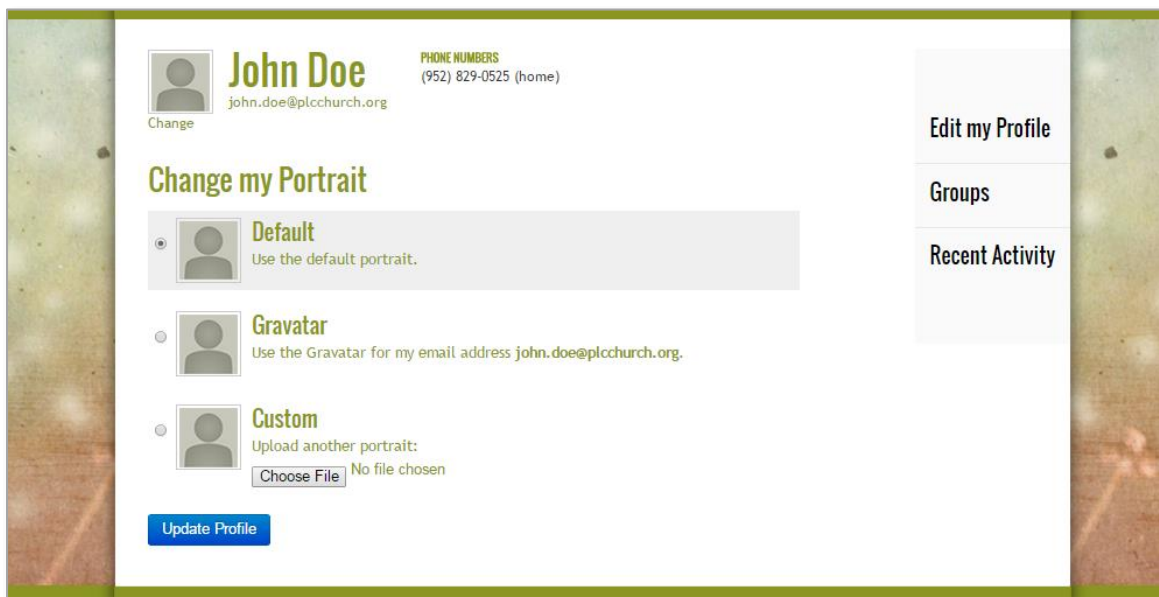 John Doe
john.doe@plcchurch.org
Change
PHONE NUMBERS
(952) 829-0525 (home)
Change my Portrait
Default
Use the default portrait.
Gravatar
Use the Gravatar for my email address john.doe@plcchurch.org.
Custom
Upload another portrait:
Choose File No file chosen
Update Profile
Edit my Profile
Groups
Recent Activity